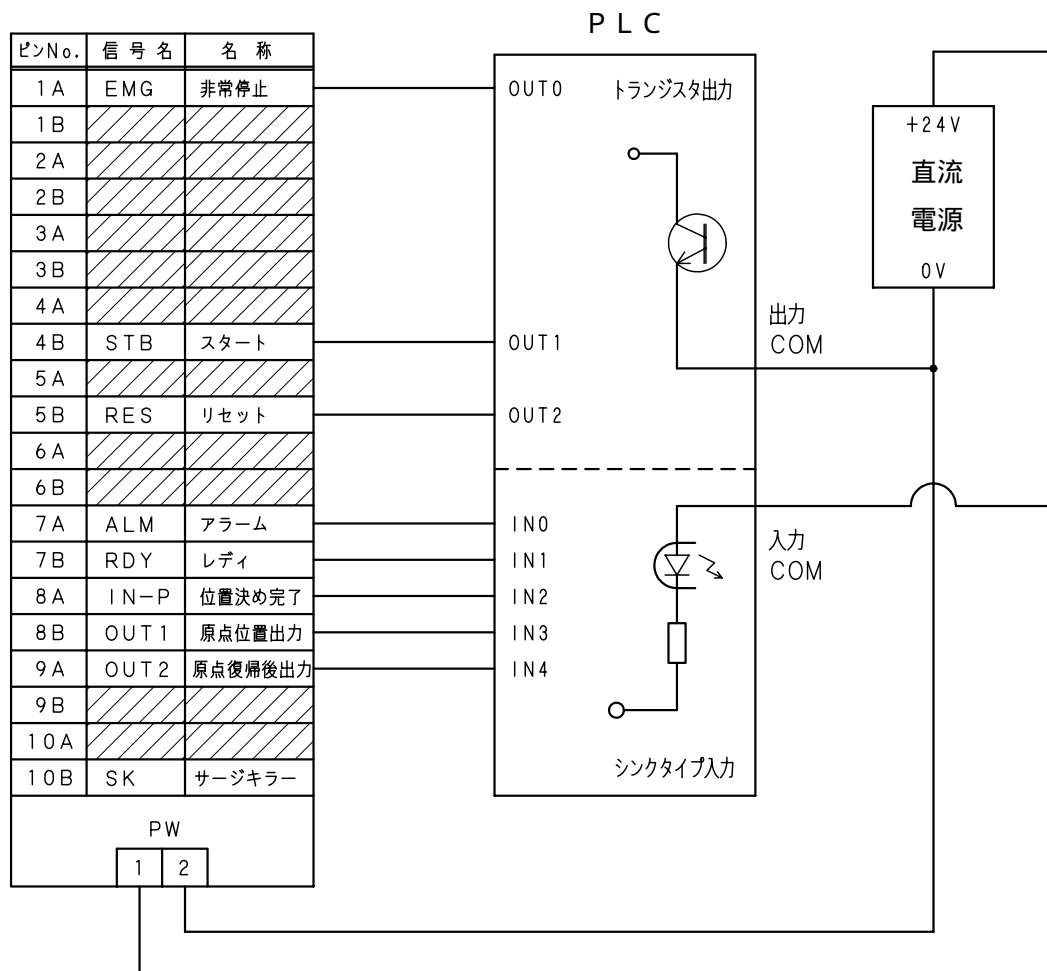 PLC
ピンNo. 信号名 名称
1A EMG 非常停止
1B
2A
2B
3A
3B
4A
4B STB スタート
5A
5B RES リセット
6A
6B
7A ALM アラーム
7B RDY レディ
8A IN-P 位置決め完了
8B OUT1 原点位置出力
9A OUT2 原点復帰後出力
9B
10A
10B SK サージキラー
PW
1 2
OUT0 トランジスタ出力
OUT1
OUT2
出力
COM
IN0
IN1
IN2
IN3
IN4
入力
COM
シンクタイプ入力
+24V
直流
電源
0V